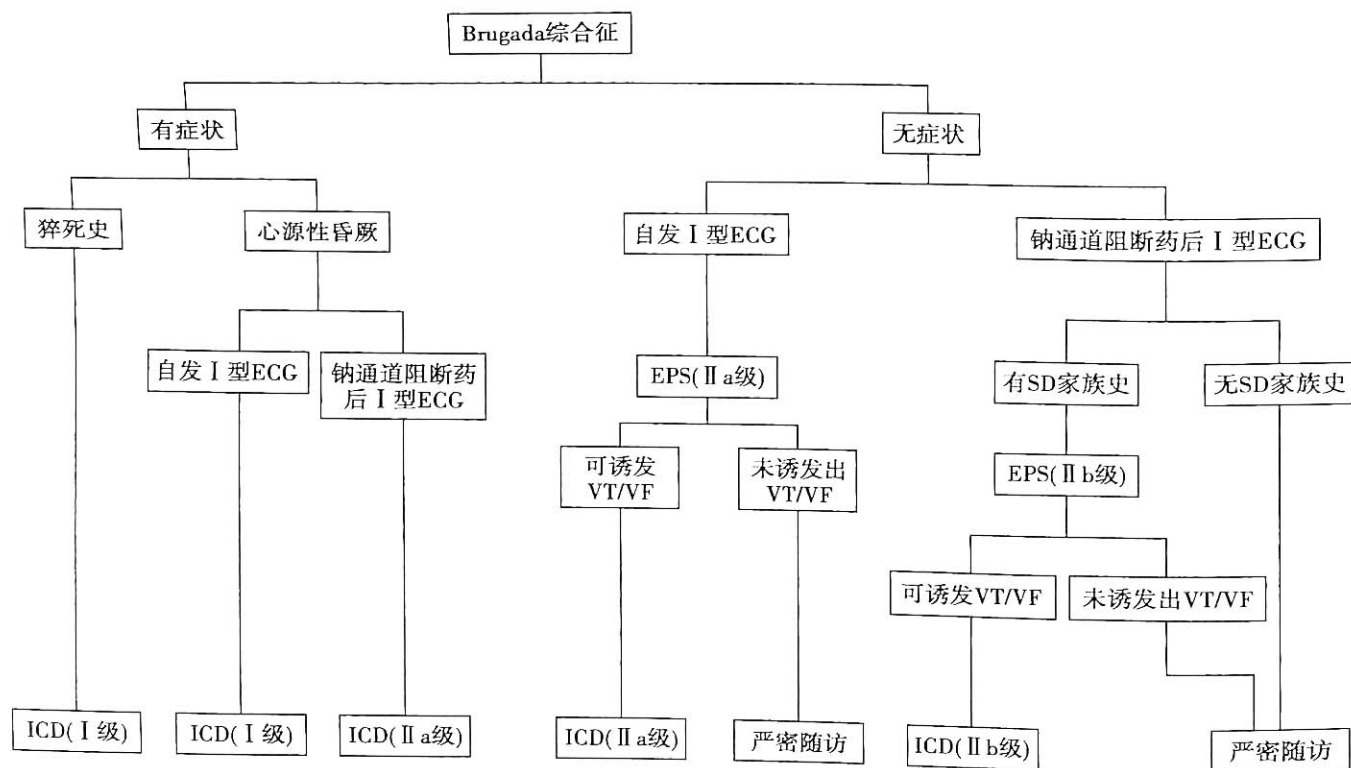 Brugada综合征
有症状
无症状
猝死史
心源性昏厥
自发Ⅰ型ECG
钠通道阻断药后Ⅰ型ECG
自发Ⅰ型ECG
钠通道阻断药
后Ⅰ型ECG
EPS(Ⅱa级)
有SD家族史
无SD家族史
可诱发
VT/VF
未诱发出
VT/VF
EPS(Ⅱb级)
可诱发VT/VF
未诱发出VT/VF
ICD(Ⅰ级)
ICD(Ⅰ级)
ICD(Ⅱa级)
ICD(Ⅱa级)
严密随访
ICD(Ⅱb级)
严密随访